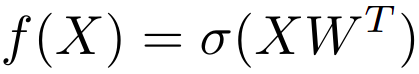 f(X) = σ(XW^T)